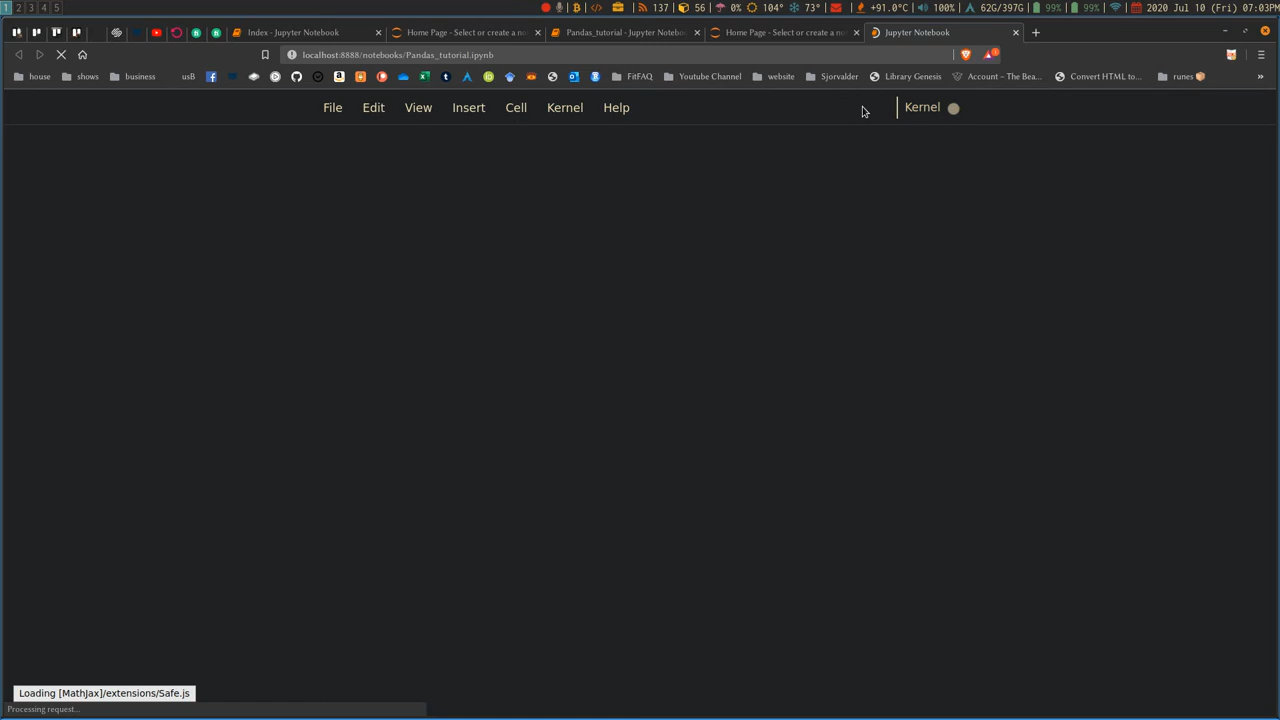 1 2 3 4 5 137 56 0% 104° 73° +91.0°C 100% 62G/397G 99% 99% 2020 Jul 10 (Fri) 07:03PM
Index - Jupyter Notebook Home Page - Select or create a no Pandas_tutorial - Jupyter Notebo Home Page - Select or create a no Jupyter Notebook
localhost:8888/notebooks/Pandas_tutorial.ipynb
house shows business usB FitFAQ Youtube Channel website Sjorvalder Library Genesis Account – The Bea... Convert HTML to... runes
File Edit View Insert Cell Kernel Help Kernel
Loading [MathJax]/extensions/Safe.js
Processing request...